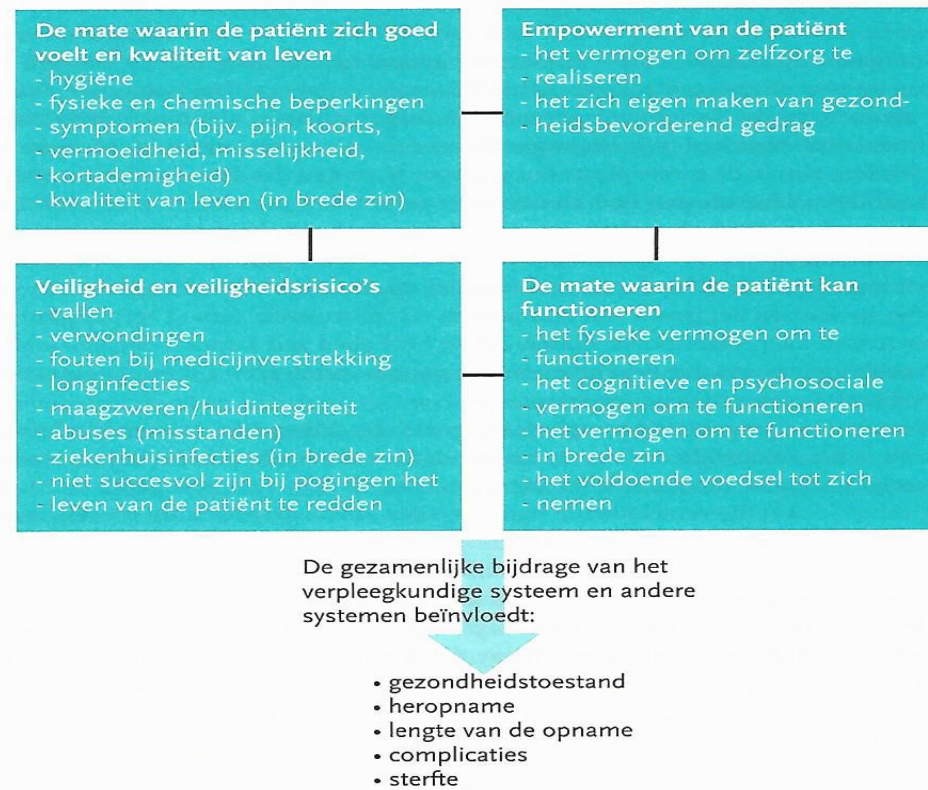 De mate waarin de patiënt zich goed
voelt en kwaliteit van leven
- hygiëne
- fysieke en chemische beperkingen
- symptomen (bijv. pijn, koorts,
- vermoeidheid, misselijkheid,
- kortademigheid)
- kwaliteit van leven (in brede zin)
Empowerment van de patiënt
- het vermogen om zelfzorg te
- realiseren
- het zich eigen maken van gezond-
- heidsbevorderend gedrag
Veiligheid en veiligheidsrisico's
- vallen
- verwondingen
- fouten bij medicijnverstrekking
- longinfecties
- maagzweren/huidintegriteit
- abuses (misstanden)
- ziekenhuisinfecties (in brede zin)
- niet succesvol zijn bij pogingen het
- leven van de patiënt te redden
De mate waarin de patiënt kan
functioneren
- het fysieke vermogen om te
- functioneren
- het cognitieve en psychosociale
- vermogen om te functioneren
- het vermogen om te functioneren
- in brede zin
- het voldoende voedsel tot zich
- nemen
De gezamenlijke bijdrage van het
verpleegkundige systeem en andere
systemen beïnvloedt:
• gezondheidstoestand
• heropname
• lengte van de opname
• complicaties
• sterfte